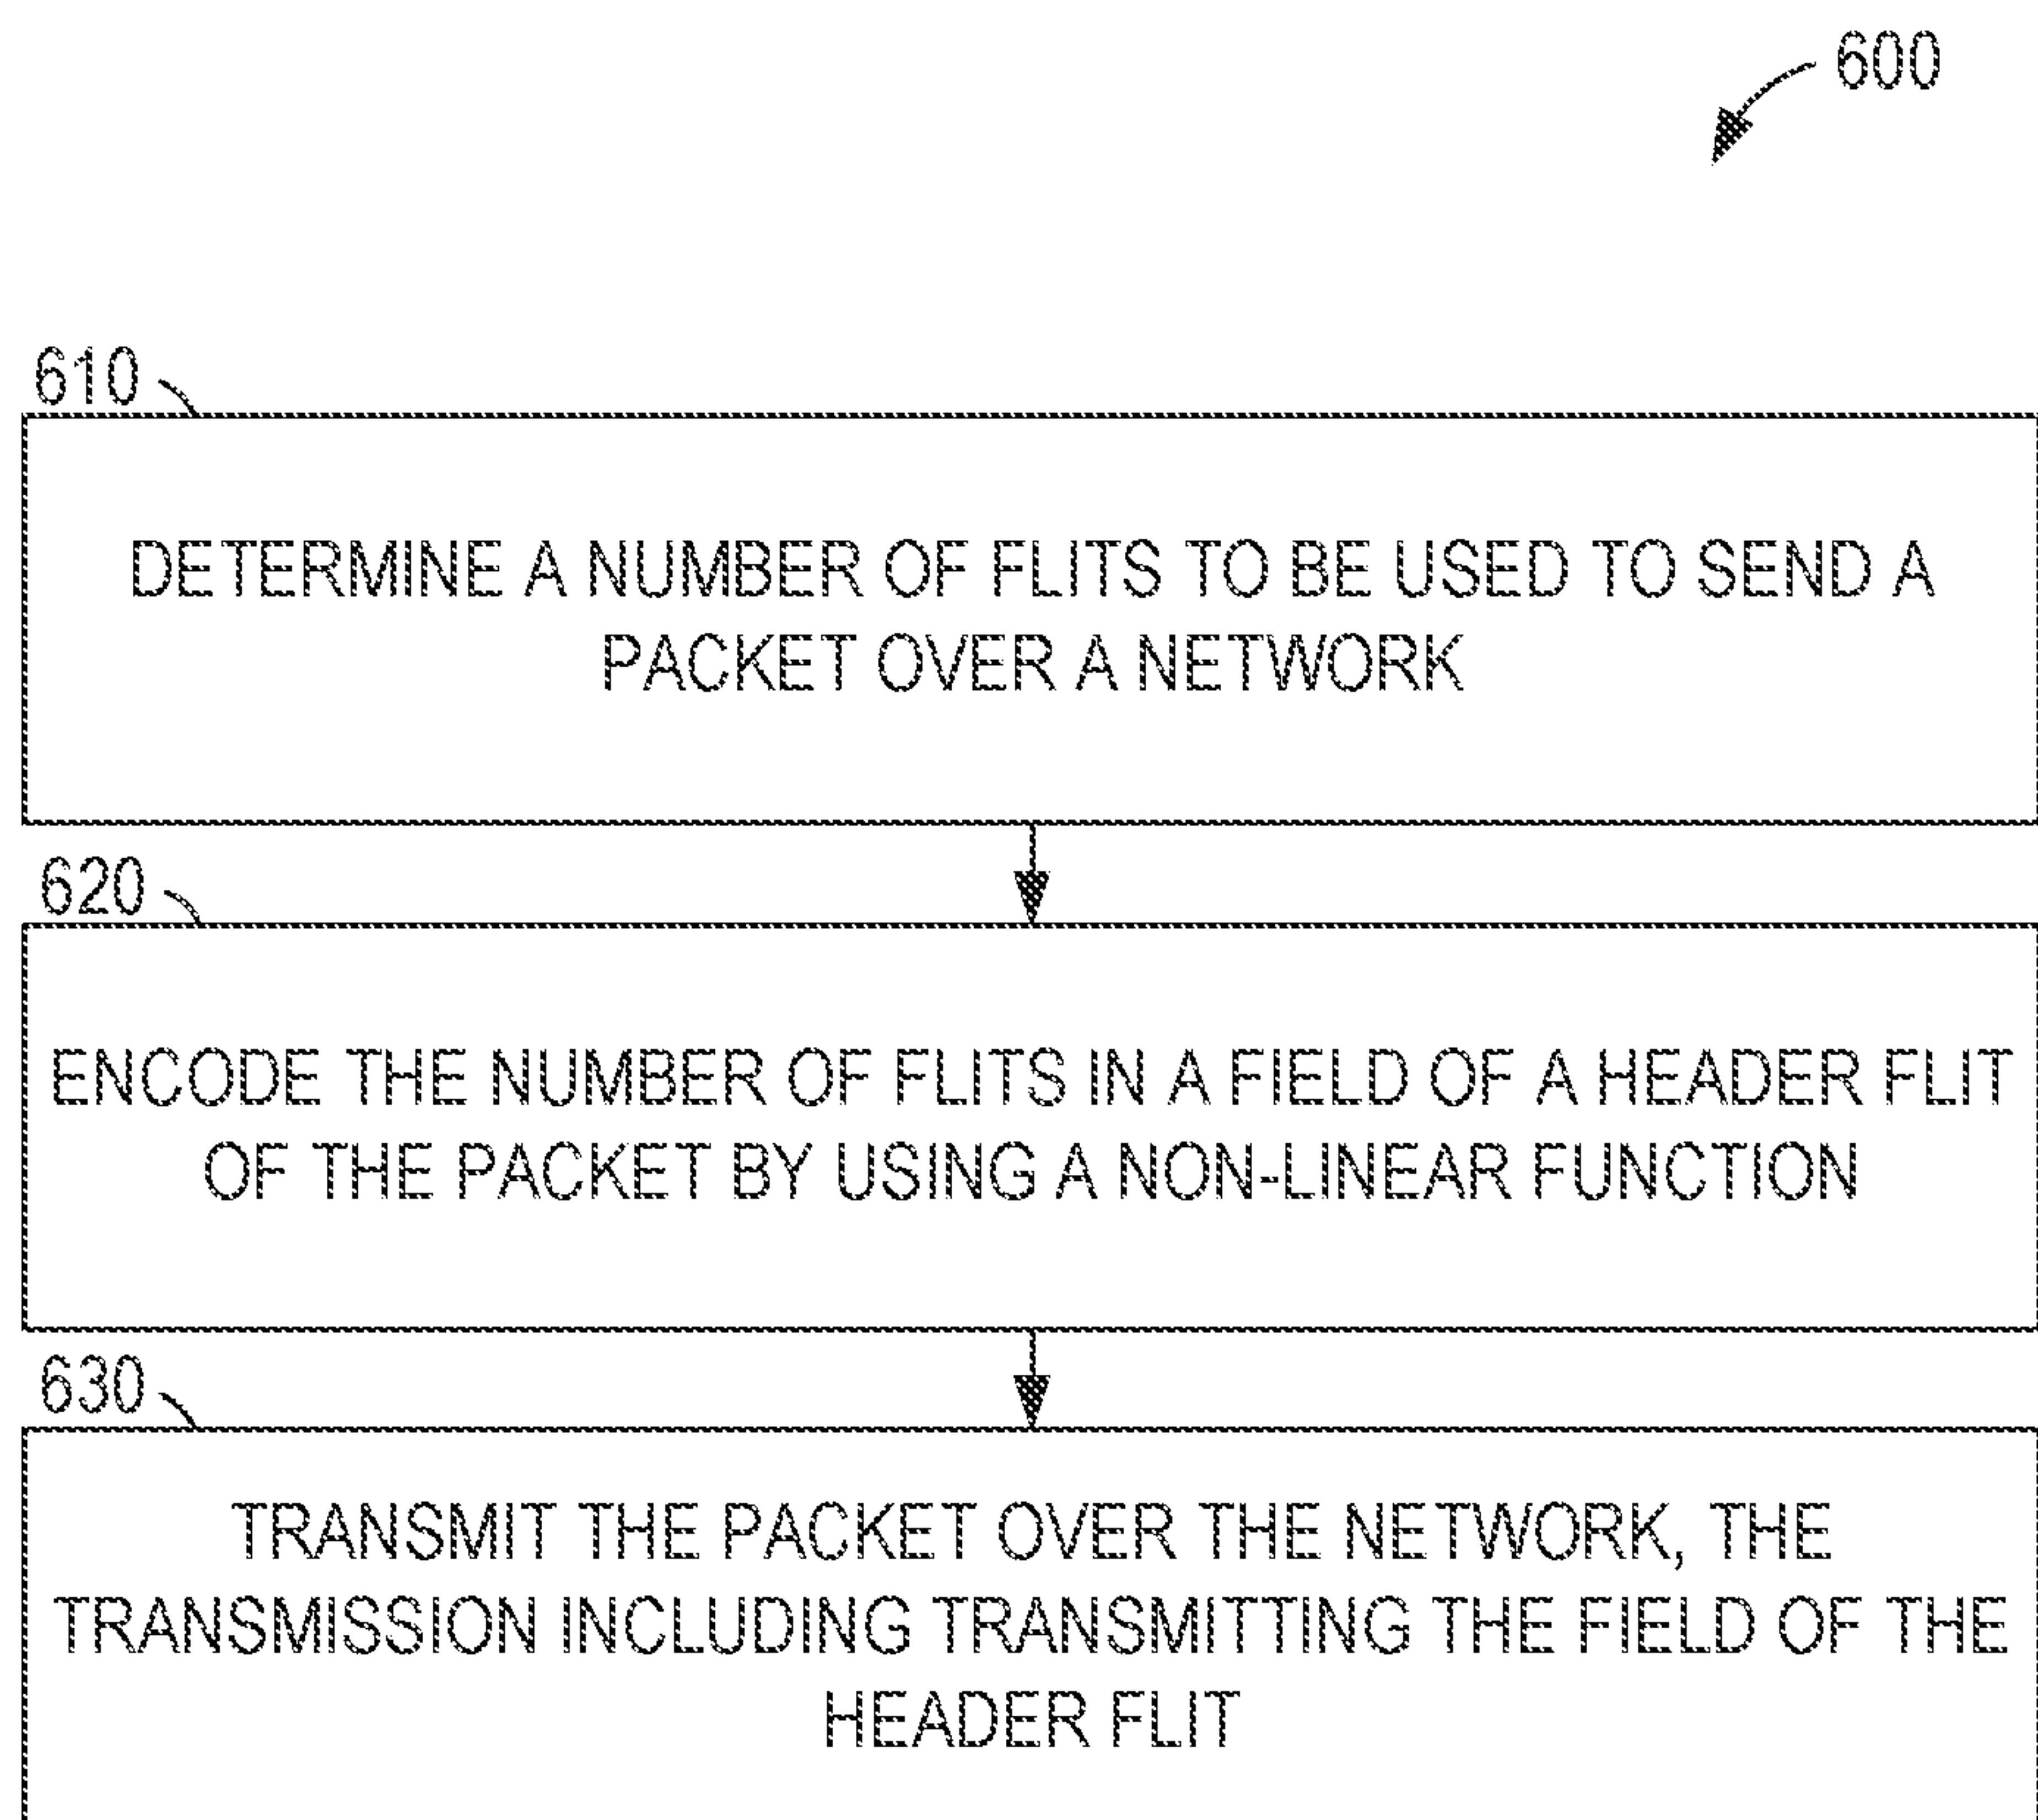 600
610
DETERMINE A NUMBER OF FLITS TO BE USED TO SEND A
PACKET OVER A NETWORK
620
ENCODE THE NUMBER OF FLITS IN A FIELD OF A HEADER FLIT
OF THE PACKET BY USING A NON-LINEAR FUNCTION
630
TRANSMIT THE PACKET OVER THE NETWORK, THE
TRANSMISSION INCLUDING TRANSMITTING THE FIELD OF THE
HEADER FLIT